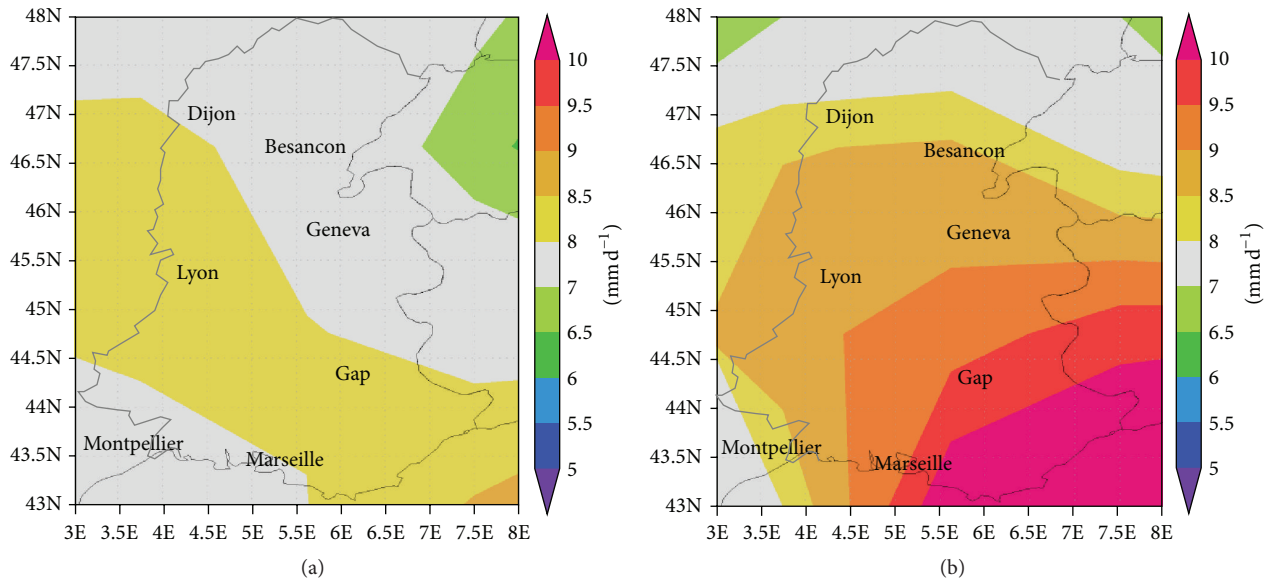 48N
47.5N
47N
46.5N
46N
45.5N
45N
44.5N
44N
43.5N
43N
3E 3.5E 4E 4.5E 5E 5.5E 6E 6.5E 7E 7.5E 8E
Dijon
Besancon
Geneva
Lyon
Gap
Montpellier
Marseille
10
9.5
9
8.5
8
7
6.5
6
5.5
5
(mm d−1)
(a)
48N
47.5N
47N
46.5N
46N
45.5N
45N
44.5N
44N
43.5N
43N
3E 3.5E 4E 4.5E 5E 5.5E 6E 6.5E 7E 7.5E 8E
Dijon
Besancon
Geneva
Lyon
Gap
Montpellier
Marseille
10
9.5
9
8.5
8
7
6.5
6
5.5
5
(mm d−1)
(b)